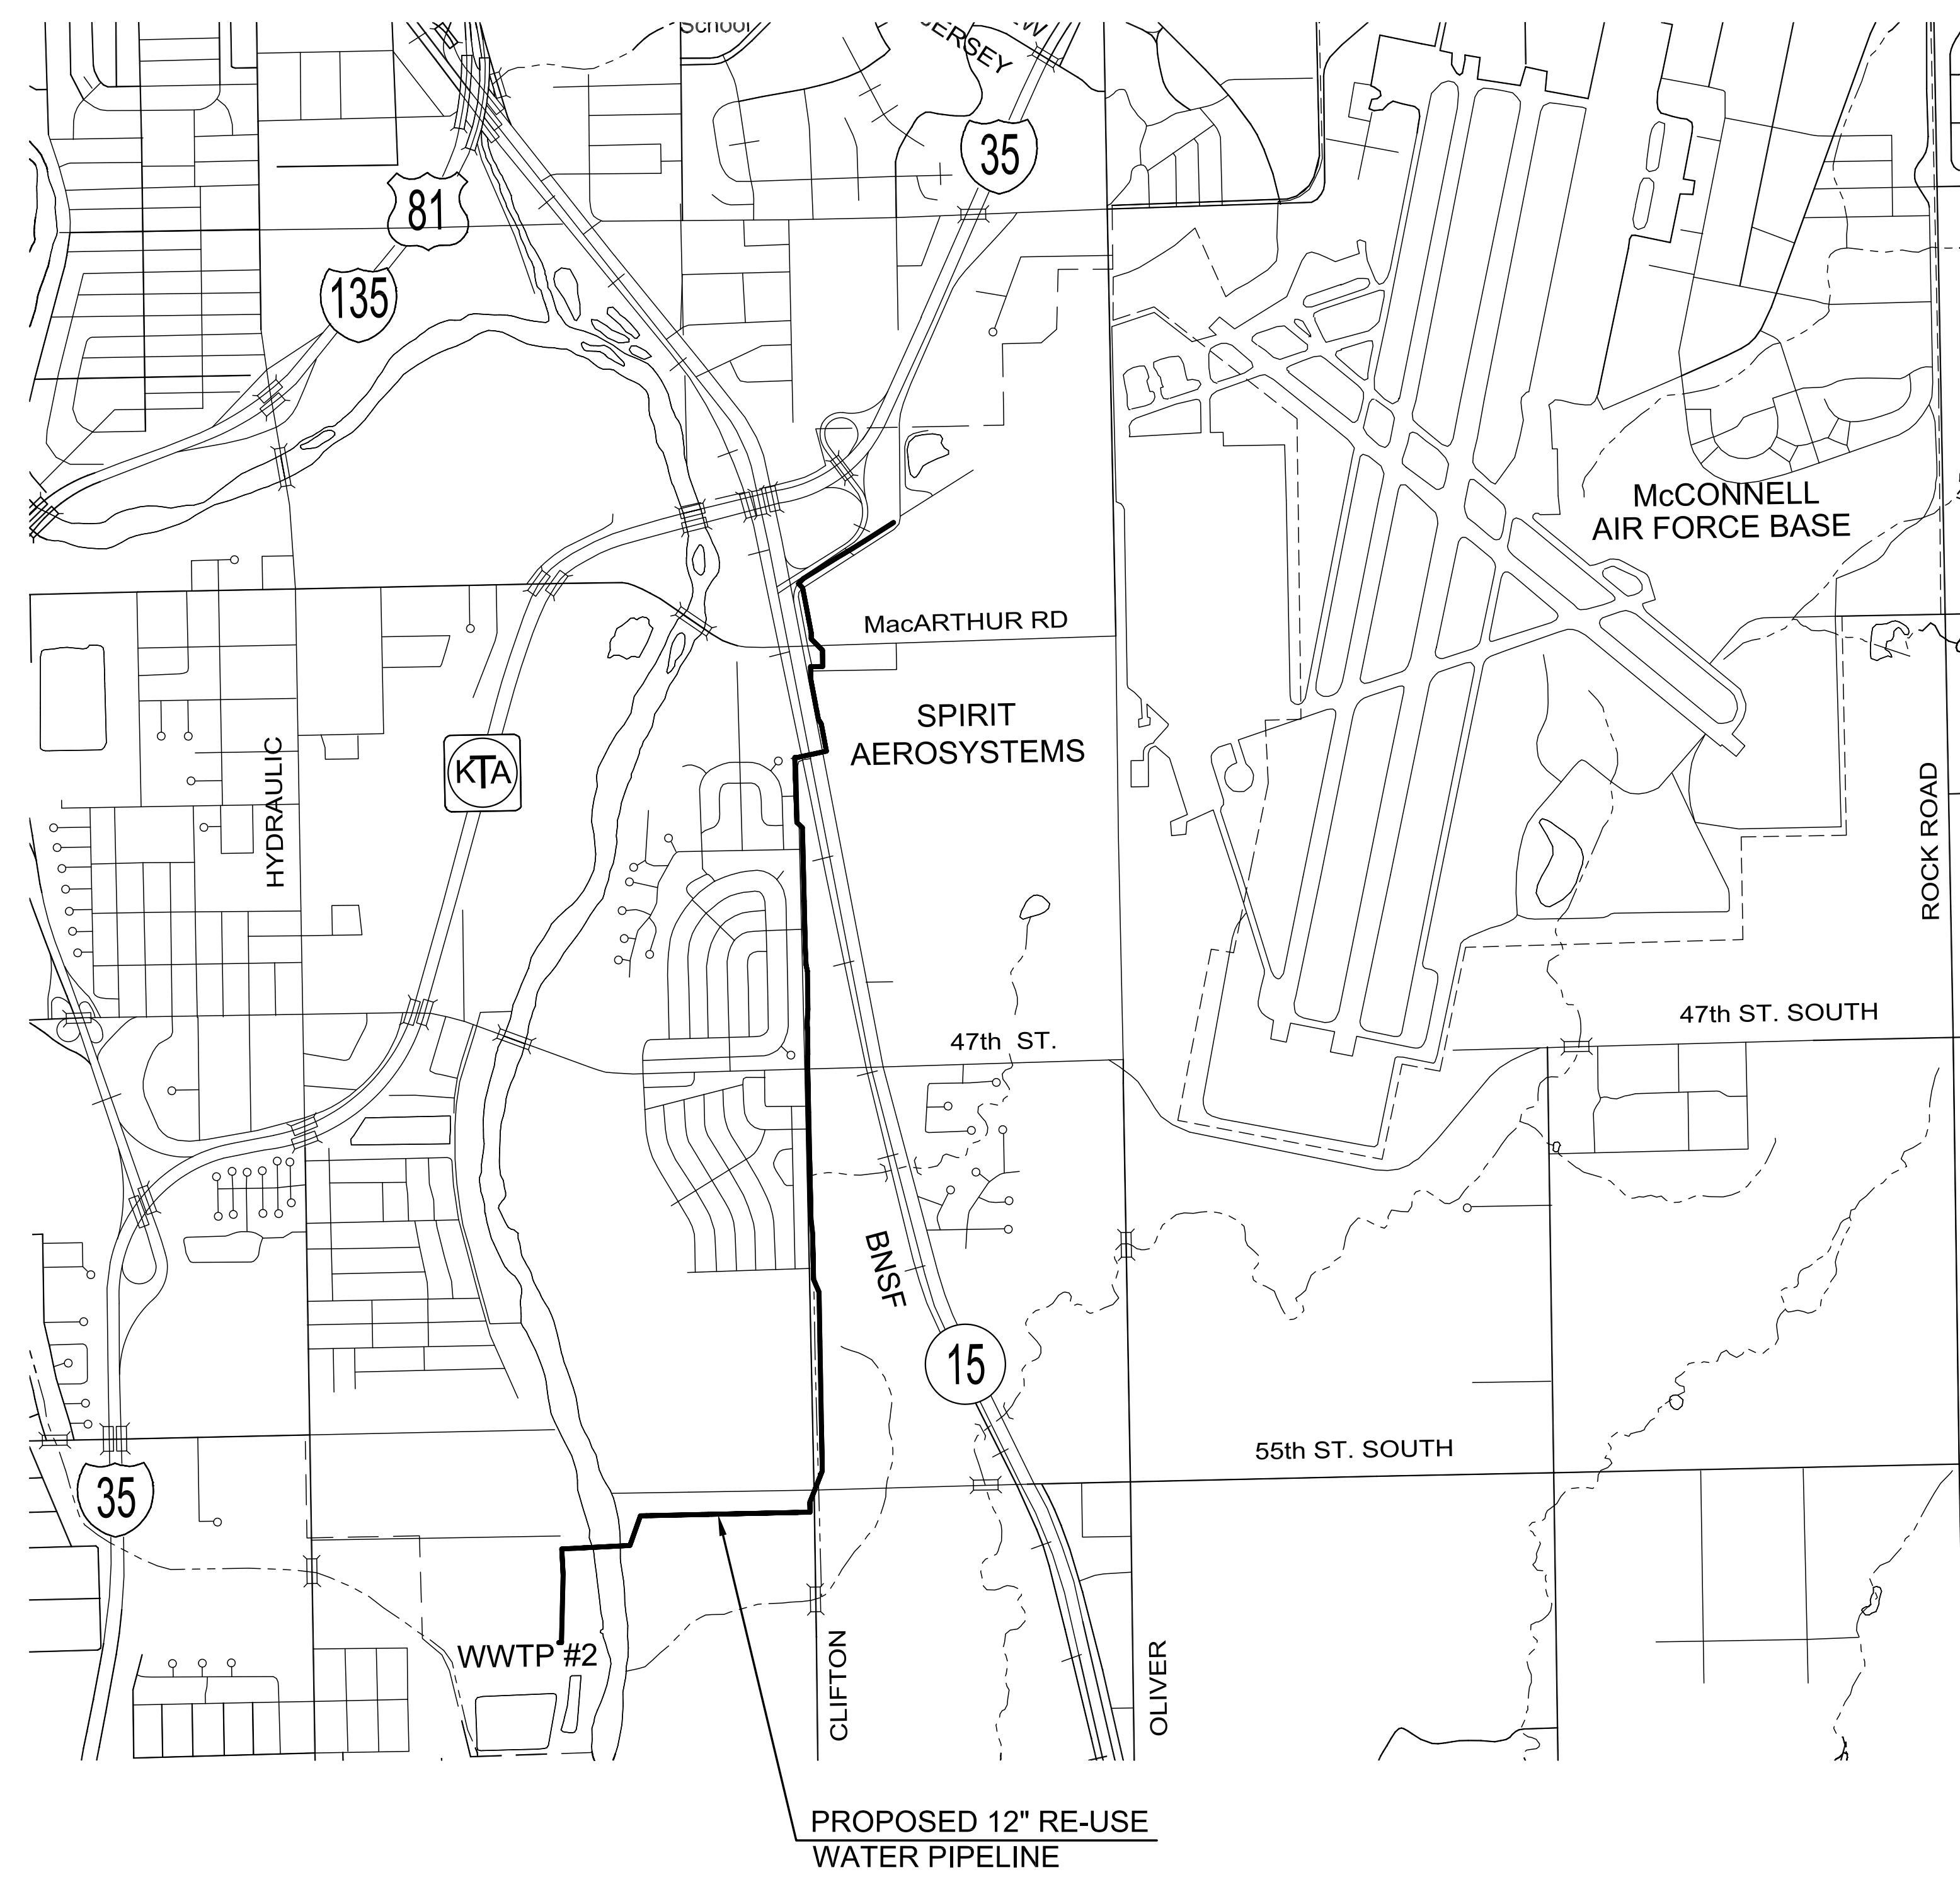 School
JERSEY
35
81
135
McCONNELL
AIR FORCE BASE
MacARTHUR RD
SPIRIT
AEROSYSTEMS
KTA
HYDRAULIC
ROCK ROAD
47th ST. SOUTH
47th ST.
BNSF
15
55th ST. SOUTH
35
WWTP #2
CLIFTON
OLIVER
PROPOSED 12" RE-USE
WATER PIPELINE